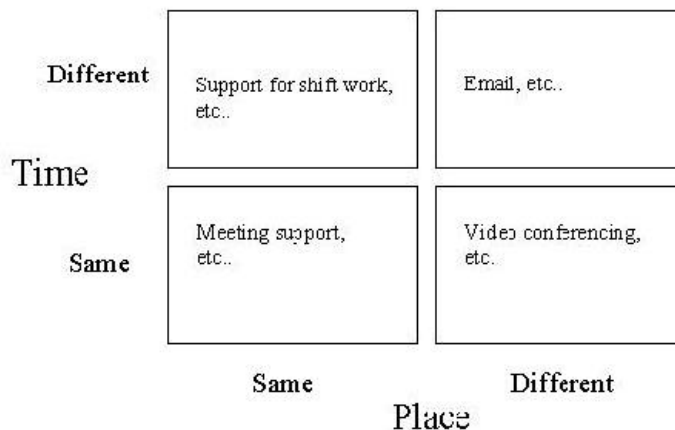 Different
Support for shift work,
etc..
Email, etc..
Time
Same
Meeting support,
etc..
Video conferencing,
etc.
Same
Different
Place